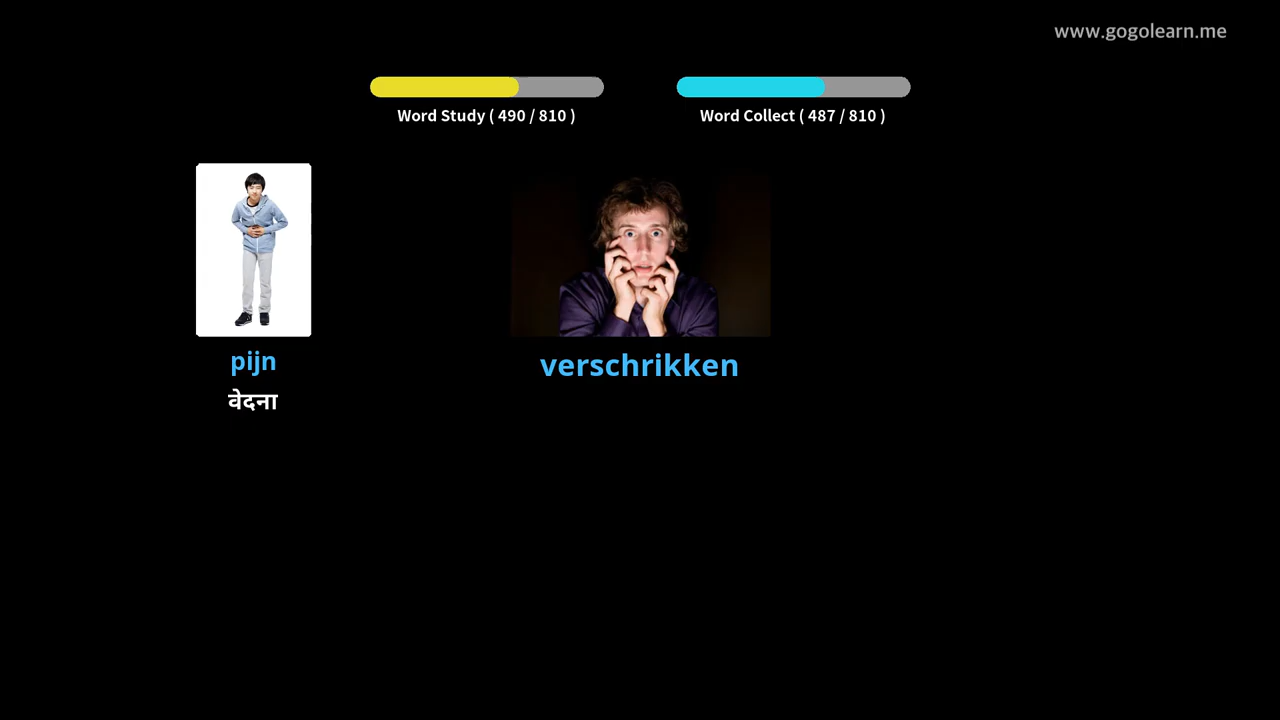 www.gogolearn.me
Word Study ( 490 / 810 )
Word Collect ( 487 / 810 )
pijn
वेदना
verschrikken